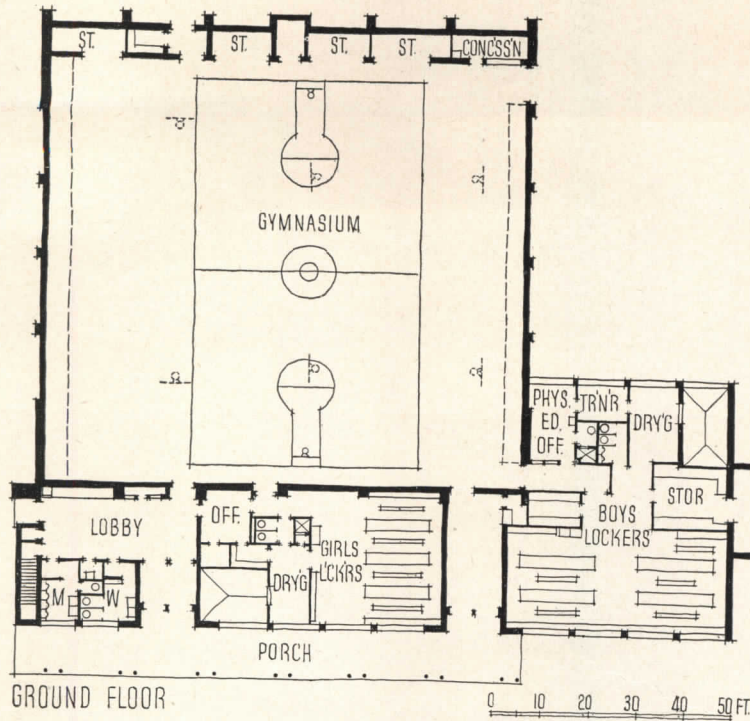 ST.
ST.
ST.
ST.
CONC'SS'N
GYMNASIUM
PHYS.
ED.
OFF.
TR'N'R
DRY'G
STOR
BOYS
LOCKERS
LOBBY
OFF.
GIRLS
L'CK'RS
DRY'G
M
W
PORCH
GROUND FLOOR
0 10 20 30 40 50 FT.